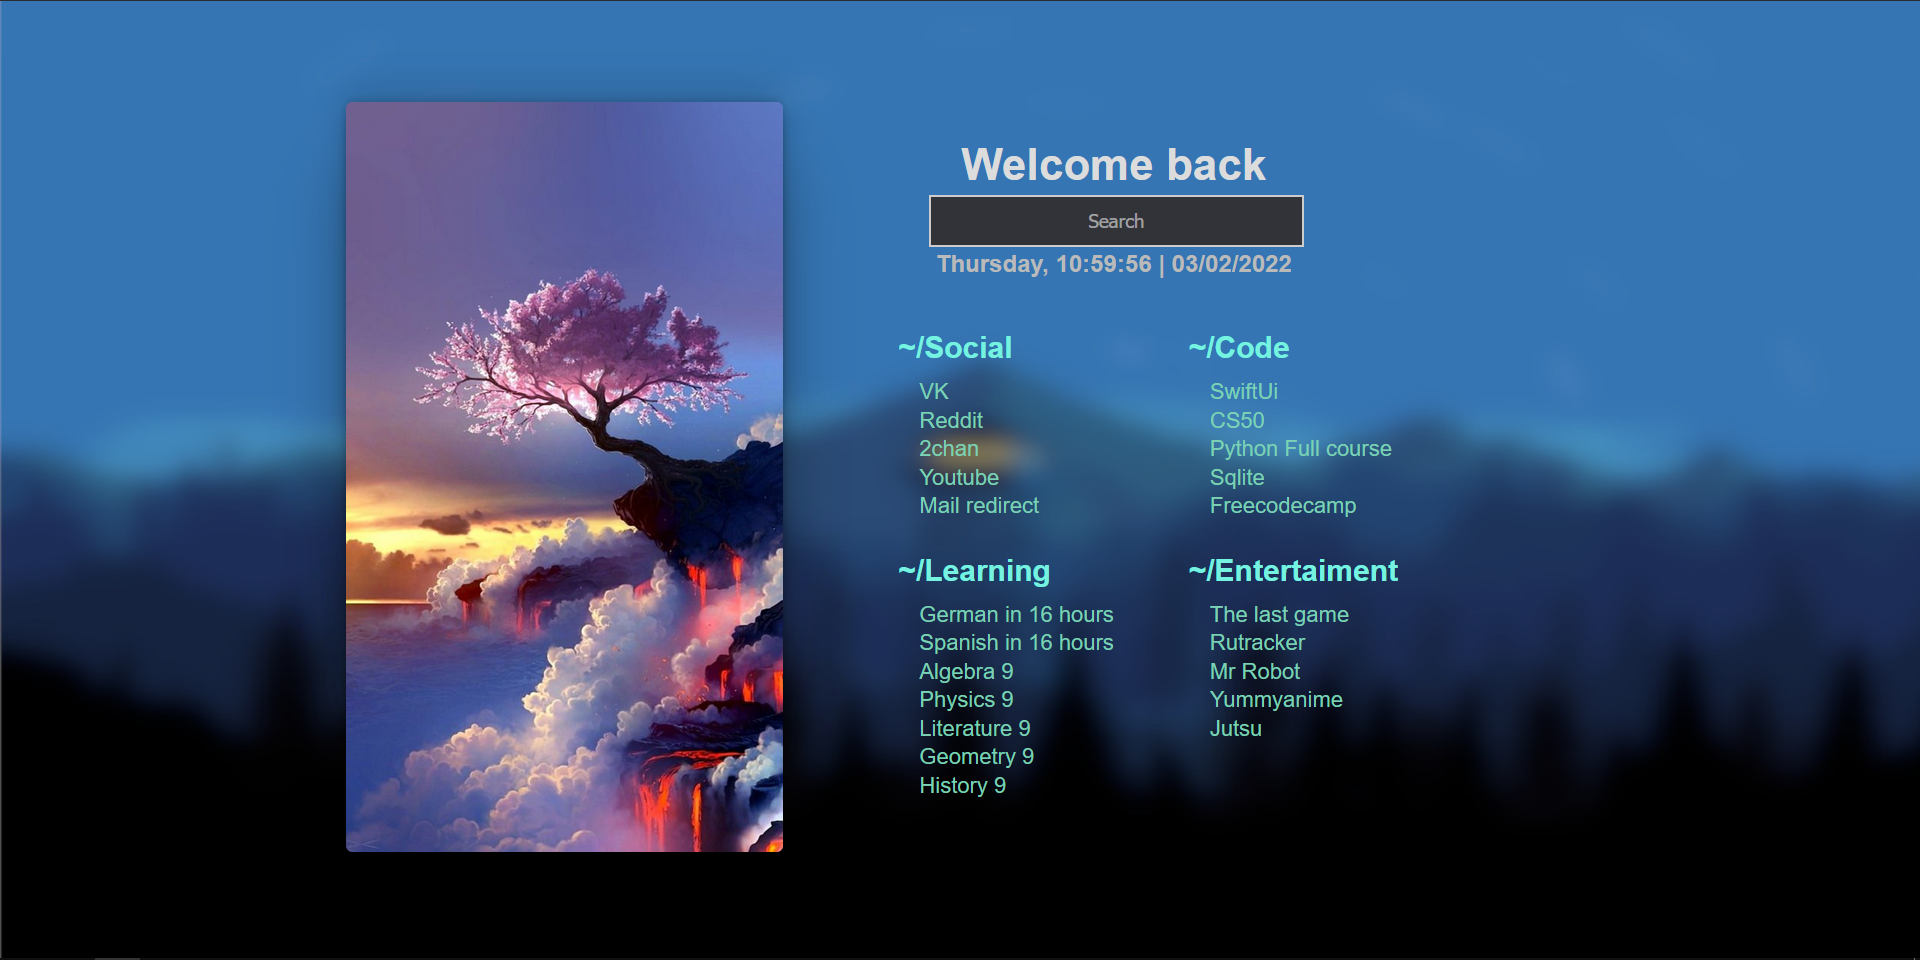 Welcome back
Search
Thursday, 10:59:56 | 03/02/2022
~/Social
VK
Reddit
2chan
Youtube
Mail redirect
~/Code
SwiftUi
CS50
Python Full course
Sqlite
Freecodecamp
~/Learning
German in 16 hours
Spanish in 16 hours
Algebra 9
Physics 9
Literature 9
Geometry 9
History 9
~/Entertaiment
The last game
Rutracker
Mr Robot
Yummyanime
Jutsu